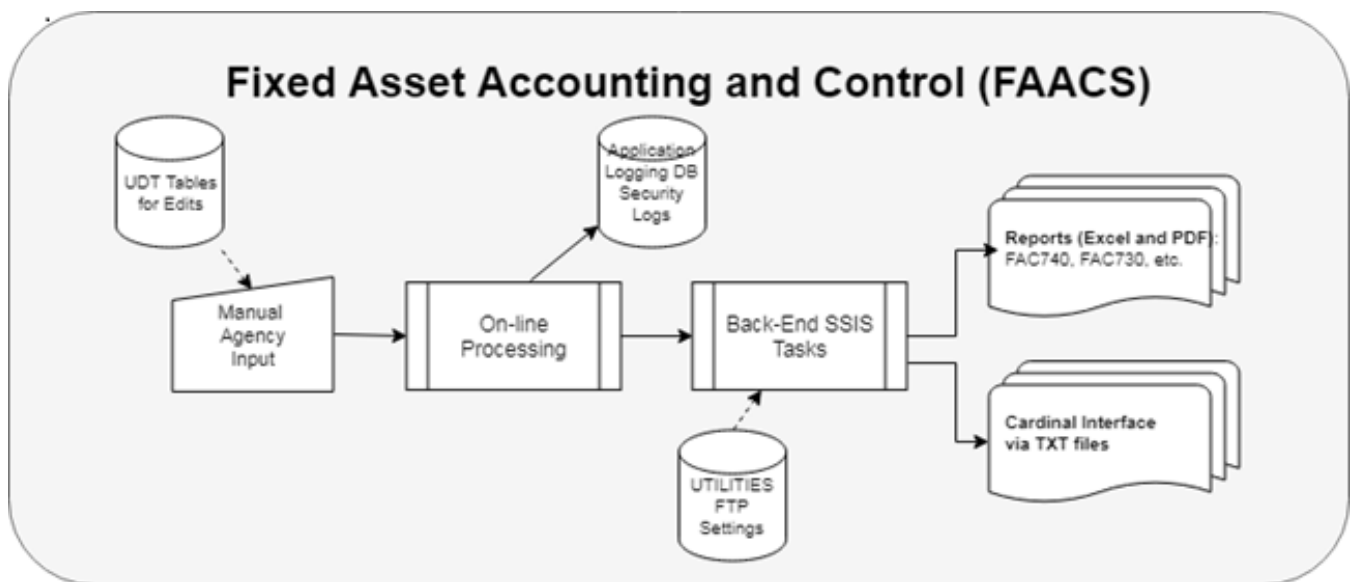 Fixed Asset Accounting and Control (FAACS)
UDT Tables
for Edits
Application
Logging DB
Security
Logs
Manual
Agency
Input
On-line
Processing
Back-End SSIS
Tasks
UTILITIES
FTP
Settings
Reports (Excel and PDF):
FAC740, FAC730, etc.
Cardinal Interface
via TXT files